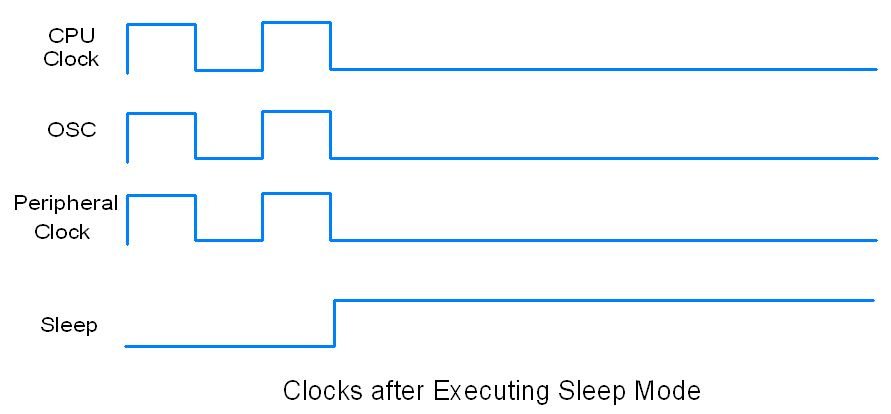 CPU
Clock
OSC
Peripheral
Clock
Sleep
Clocks after Executing Sleep Mode